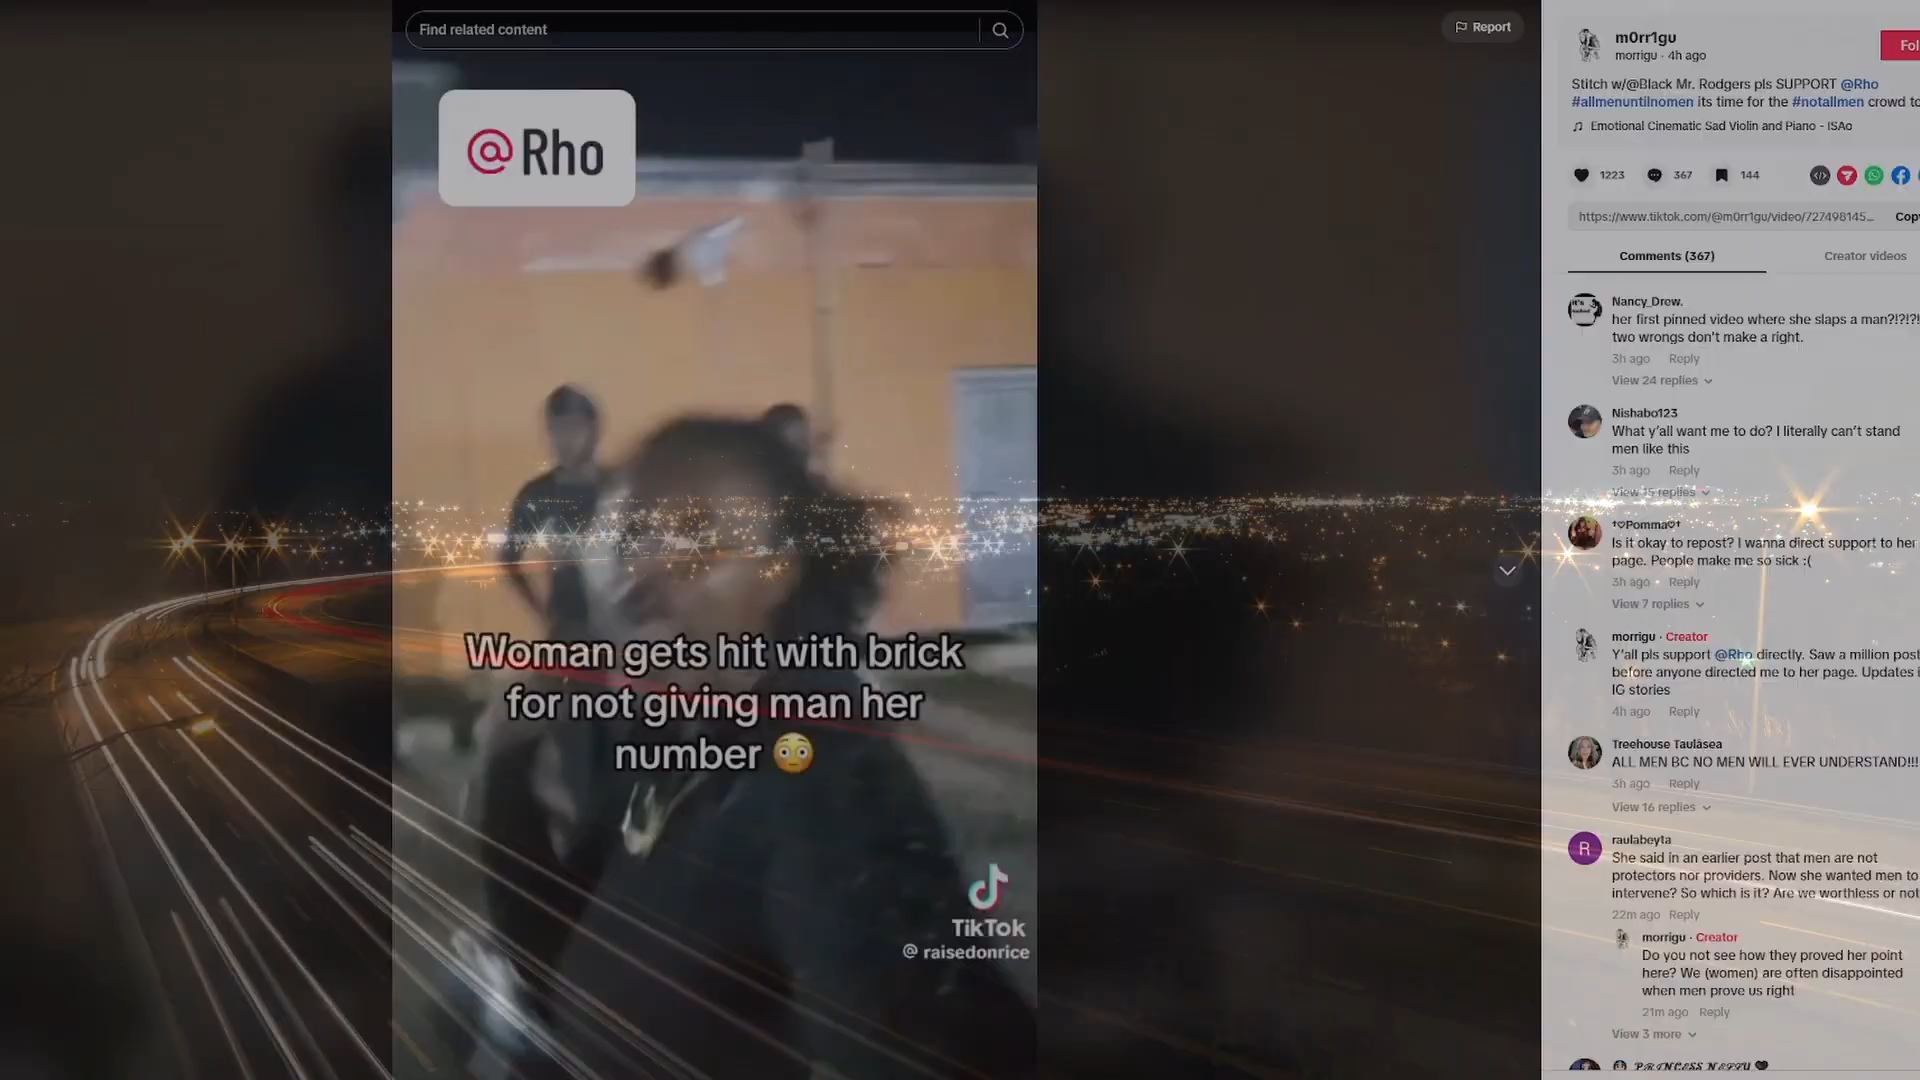 Find related content
Report
@Rho
Woman gets hit with brick
for not giving man her
number 😳
TikTok
@ raisedonrice
m0rr1gu
morrigu · 4h ago
Fol
Stitch w/@Black Mr. Rodgers pls SUPPORT @Rho
#allmenuntilnomen its time for the #notallmen crowd to
♫ Emotional Cinematic Sad Violin and Piano - ISAo
1223
367
144
https://www.tiktok.com/@m0rr1gu/video/727498145...
Copy
Comments (367)
Creator videos
Nancy_Drew.
her first pinned video where she slaps a man?!?!?!
two wrongs don't make a right.
3h ago Reply
View 24 replies
Nishabo123
What y'all want me to do? I literally can't stand
men like this
3h ago Reply
View 15 replies
†♡Pomma♡†
Is it okay to repost? I wanna direct support to her
page. People make me so sick :(
3h ago Reply
View 7 replies
morrigu · Creator
Y'all pls support @Rho directly. Saw a million post
before anyone directed me to her page. Updates i
IG stories
4h ago Reply
Treehouse Taulāsea
ALL MEN BC NO MEN WILL EVER UNDERSTAND!!!
3h ago Reply
View 16 replies
R
raulabeyta
She said in an earlier post that men are not
protectors nor providers. Now she wanted men to
intervene? So which is it? Are we worthless or not
22m ago Reply
morrigu · Creator
Do you not see how they proved her point
here? We (women) are often disappointed
when men prove us right
21m ago Reply
View 3 more
𝓟𝓡𝓘𝓝𝓒𝓔𝓢𝓢 𝓝𝓔𝓕𝓕𝓨